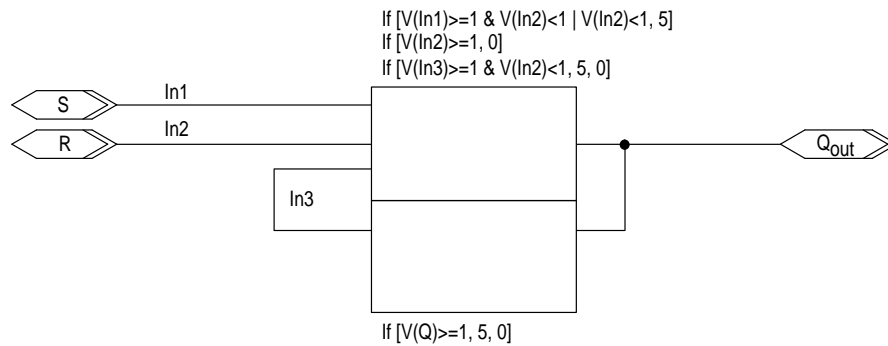 If [V(In1)>=1 & V(In2)<1 | V(In2)<1, 5]
If [V(In2)>=1, 0]
If [V(In3)>=1 & V(In2)<1, 5, 0]
S
In1
R
In2
In3
Qout
If [V(Q)>=1, 5, 0]